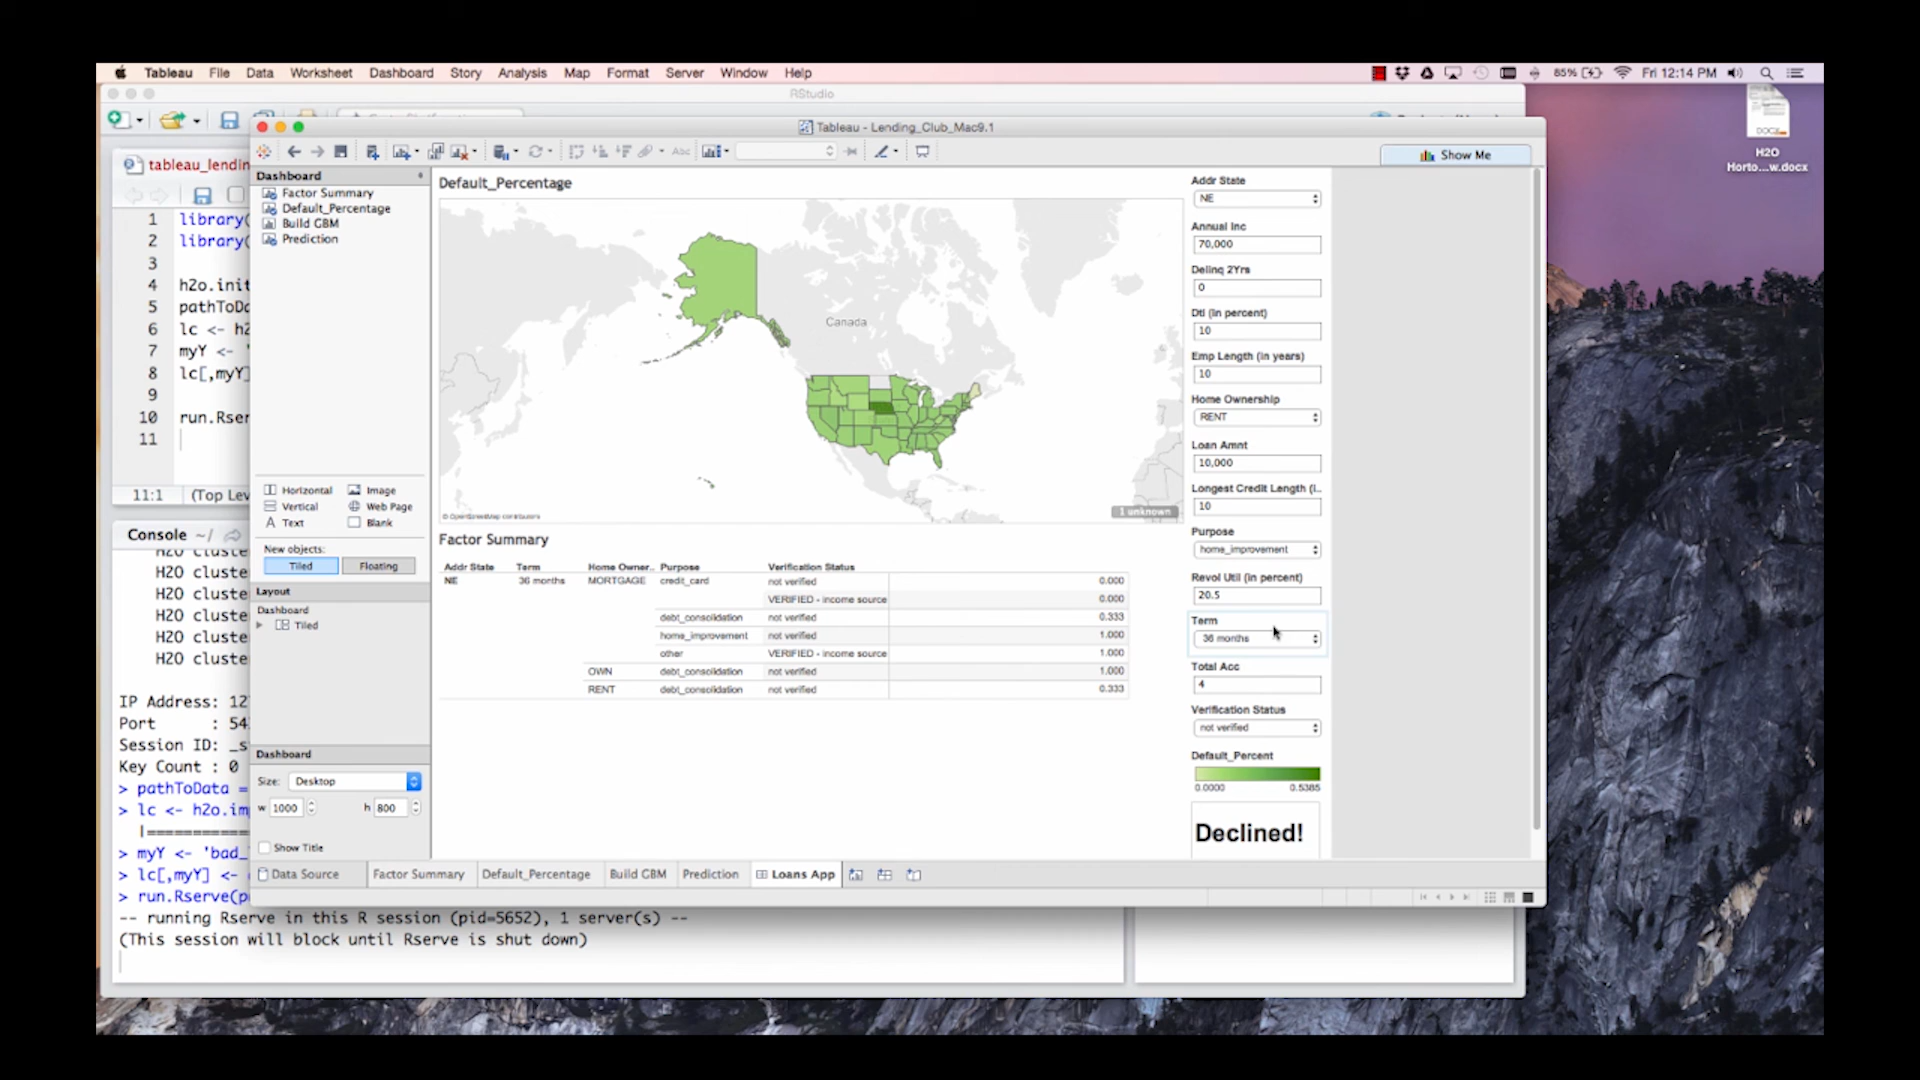 Tableau File Data Worksheet Dashboard Story Analysis Map Format Server Window Help 85% Fri 12:14 PM
RStudio
Tableau - Lending_Club_Mac9.1
Show Me
DOCX
H2O
Horto...w.docx
tableau_lendin
1 library(
2 library(
3
4 h2o.init
5 pathToDa
6 lc <- h2
7 myY <- '
8 lc[,myY]
9
10 run.Rser
11
11:1 (Top Lev
Console ~/
H2O cluste
H2O cluste
H2O cluste
H2O cluste
H2O cluste
H2O cluste
IP Address: 12
Port : 54
Session ID: _s
Key Count : 0
> pathToData =
> lc <- h2o.im
|=========
> myY <- 'bad_
> lc[,myY] <-
> run.Rserve(p
-- running Rserve in this R session (pid=5652), 1 server(s) --
(This session will block until Rserve is shut down)
Dashboard
Factor Summary
Default_Percentage
Build GBM
Prediction
Horizontal Image
Vertical Web Page
A Text Blank
New objects:
Tiled Floating
Layout
Dashboard
Tiled
Dashboard
Size: Desktop
w 1000 h 800
Show Title
Abc
Default_Percentage
Canada
© OpenStreetMap contributors
1 unknown
Factor Summary
Addr State Term Home Owner.. Purpose Verification Status
NE 36 months MORTGAGE credit_card not verified 0.000
VERIFIED - income source 0.000
debt_consolidation not verified 0.333
home_improvement not verified 1.000
other VERIFIED - income source 1.000
OWN debt_consolidation not verified 1.000
RENT debt_consolidation not verified 0.333
Addr State
NE
Annual Inc
70,000
Delinq 2Yrs
0
Dti (in percent)
10
Emp Length (in years)
10
Home Ownership
RENT
Loan Amnt
10,000
Longest Credit Length (i..
10
Purpose
home_improvement
Revol Util (in percent)
20.5
Term
36 months
Total Acc
4
Verification Status
not verified
Default_Percent
0.0000 0.5385
Declined!
Data Source Factor Summary Default_Percentage Build GBM Prediction Loans App